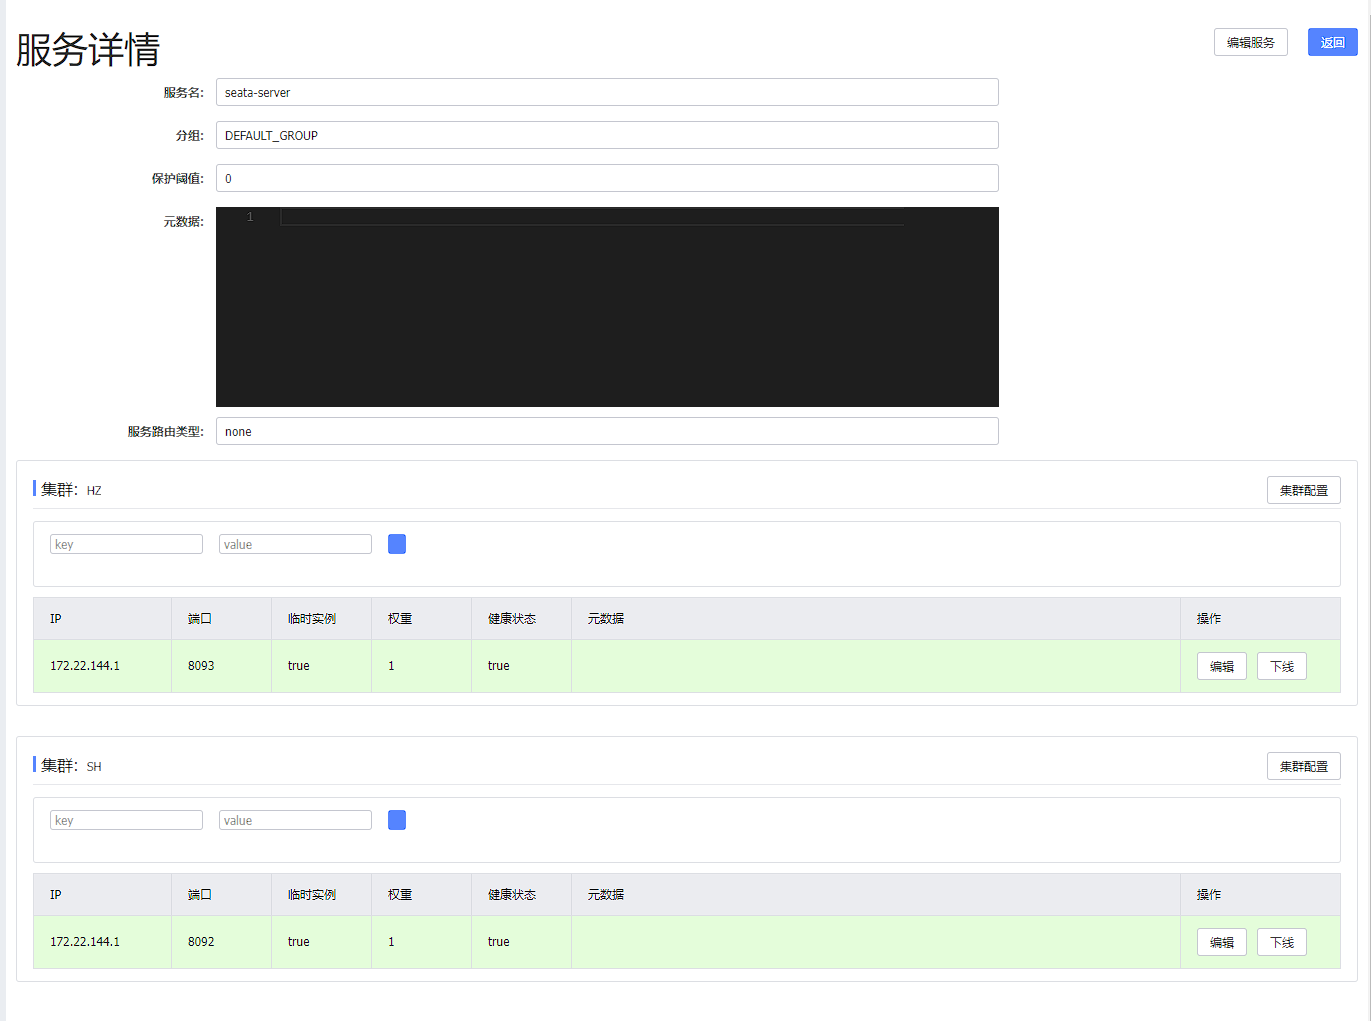 服务详情
编辑服务
返回
服务名: seata-server
分组: DEFAULT_GROUP
保护阈值: 0
元数据: 1
服务路由类型: none
集群: HZ
集群配置
key value
IP 端口 临时实例 权重 健康状态 元数据 操作
172.22.144.1 8093 true 1 true 编辑 下线
集群: SH
集群配置
key value
IP 端口 临时实例 权重 健康状态 元数据 操作
172.22.144.1 8092 true 1 true 编辑 下线